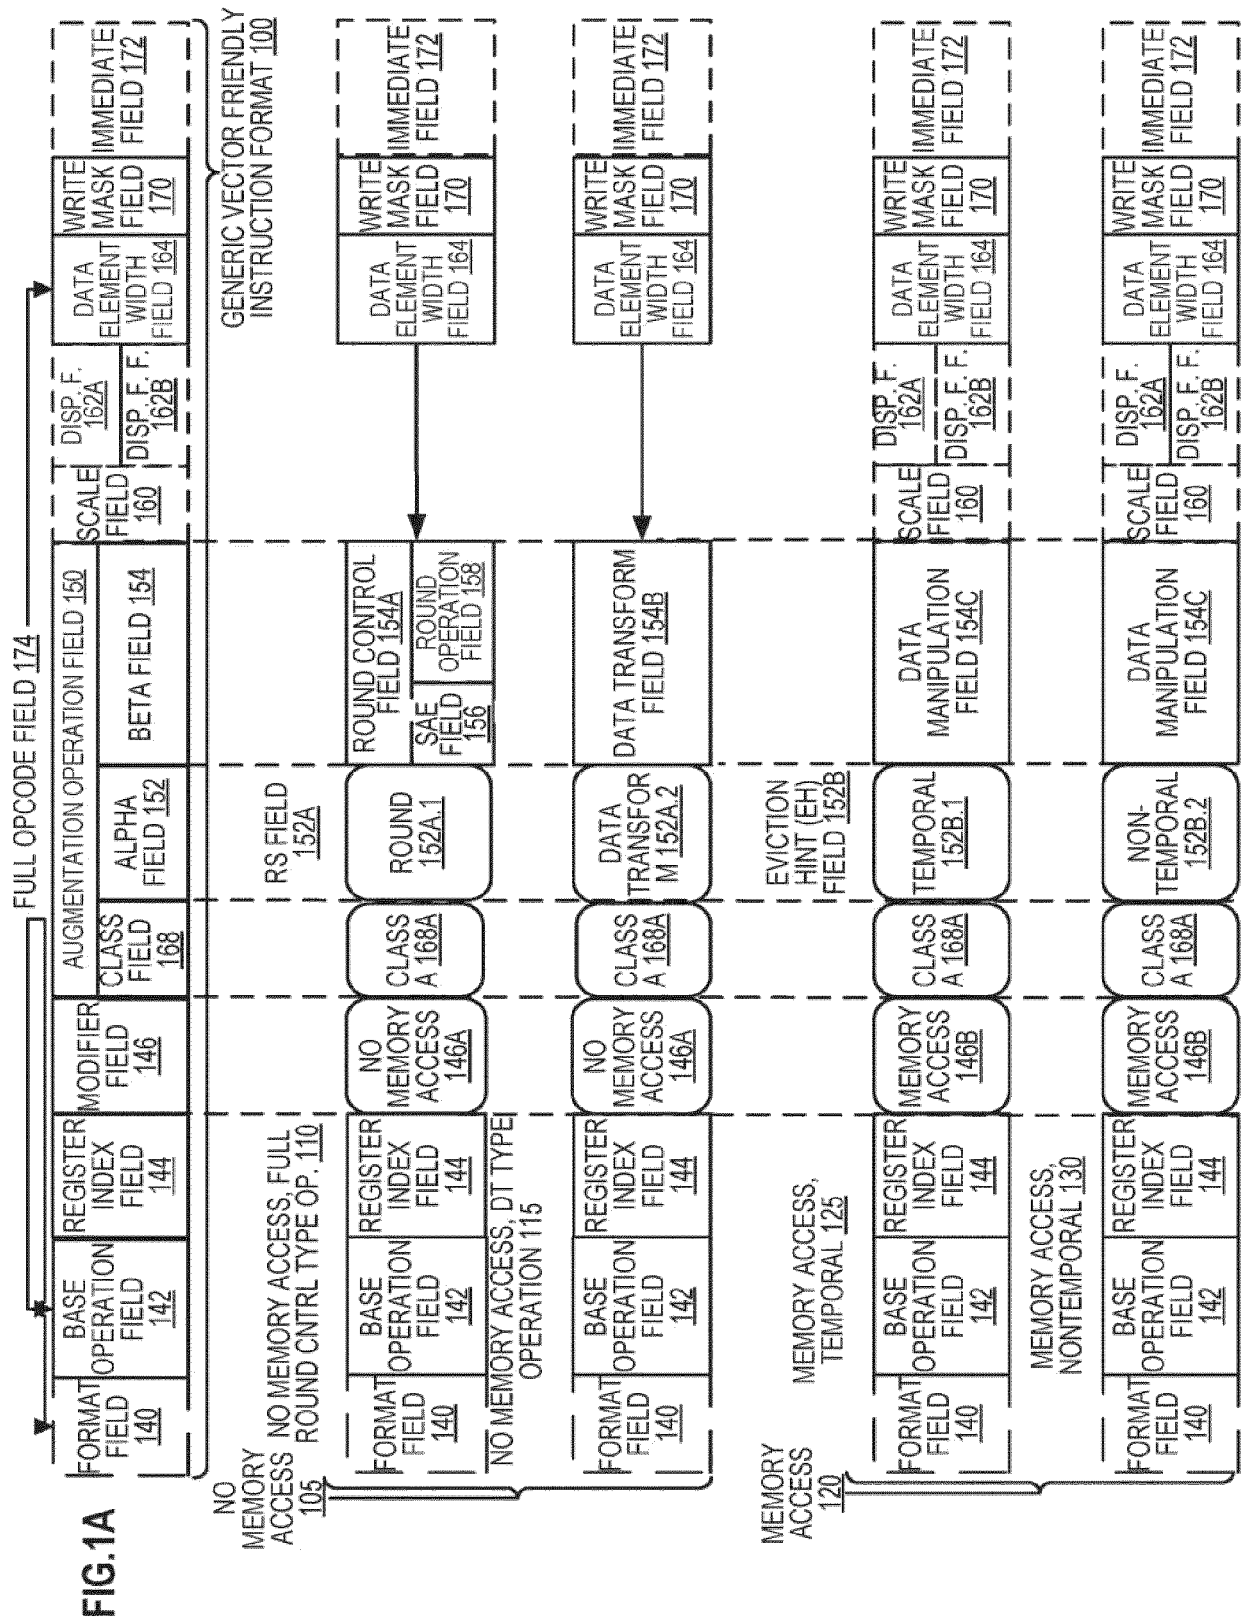 FIG.1A
FULL OPCODE FIELD 174
FORMAT
FIELD
140
BASE
OPERATION
FIELD
142
REGISTER
INDEX
FIELD
144
MODIFIER
FIELD
146
AUGMENTATION OPERATION FIELD 150
CLASS
FIELD
168
ALPHA
FIELD 152
BETA FIELD 154
SCALE
FIELD
160
DISP. F.
162A
DISP. F. F.
162B
DATA
ELEMENT
WIDTH
FIELD 164
WRITE
MASK
FIELD
170
IMMEDIATE
FIELD 172
GENERIC VECTOR FRIENDLY
INSTRUCTION FORMAT 100
NO
MEMORY
ACCESS
105
NO MEMORY ACCESS, FULL
ROUND CNTRL TYPE OP. 110
RS FIELD
152A
FORMAT
FIELD
140
BASE
OPERATION
FIELD
142
REGISTER
INDEX
FIELD
144
NO
MEMORY
ACCESS
146A
CLASS
A 168A
ROUND
152A.1
ROUND CONTROL
FIELD 154A
SAE
FIELD
156
ROUND
OPERATION
FIELD 158
DATA
ELEMENT
WIDTH
FIELD 164
WRITE
MASK
FIELD
170
IMMEDIATE
FIELD 172
NO MEMORY ACCESS, DT TYPE
OPERATION 115
FORMAT
FIELD
140
BASE
OPERATION
FIELD
142
REGISTER
INDEX
FIELD
144
NO
MEMORY
ACCESS
146A
CLASS
A 168A
DATA
TRANSFOR
M 152A.2
DATA TRANSFORM
FIELD 154B
DATA
ELEMENT
WIDTH
FIELD 164
WRITE
MASK
FIELD
170
IMMEDIATE
FIELD 172
MEMORY
ACCESS
120
MEMORY ACCESS,
TEMPORAL 125
EVICTION
HINT (EH)
FIELD 152B
FORMAT
FIELD
140
BASE
OPERATION
FIELD
142
REGISTER
INDEX
FIELD
144
MEMORY
ACCESS
146B
CLASS
A 168A
TEMPORAL
152B.1
DATA
MANIPULATION
FIELD 154C
SCALE
FIELD
160
DISP. F.
162A
DISP. F. F.
162B
DATA
ELEMENT
WIDTH
FIELD 164
WRITE
MASK
FIELD
170
IMMEDIATE
FIELD 172
MEMORY ACCESS,
NONTEMPORAL 130
FORMAT
FIELD
140
BASE
OPERATION
FIELD
142
REGISTER
INDEX
FIELD
144
MEMORY
ACCESS
146B
CLASS
A 168A
NON-
TEMPORAL
152B.2
DATA
MANIPULATION
FIELD 154C
SCALE
FIELD
160
DISP. F.
162A
DISP. F. F.
162B
DATA
ELEMENT
WIDTH
FIELD 164
WRITE
MASK
FIELD
170
IMMEDIATE
FIELD 172